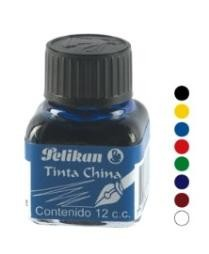 Pelikan
Tinta China
Contenido 12 c.c.